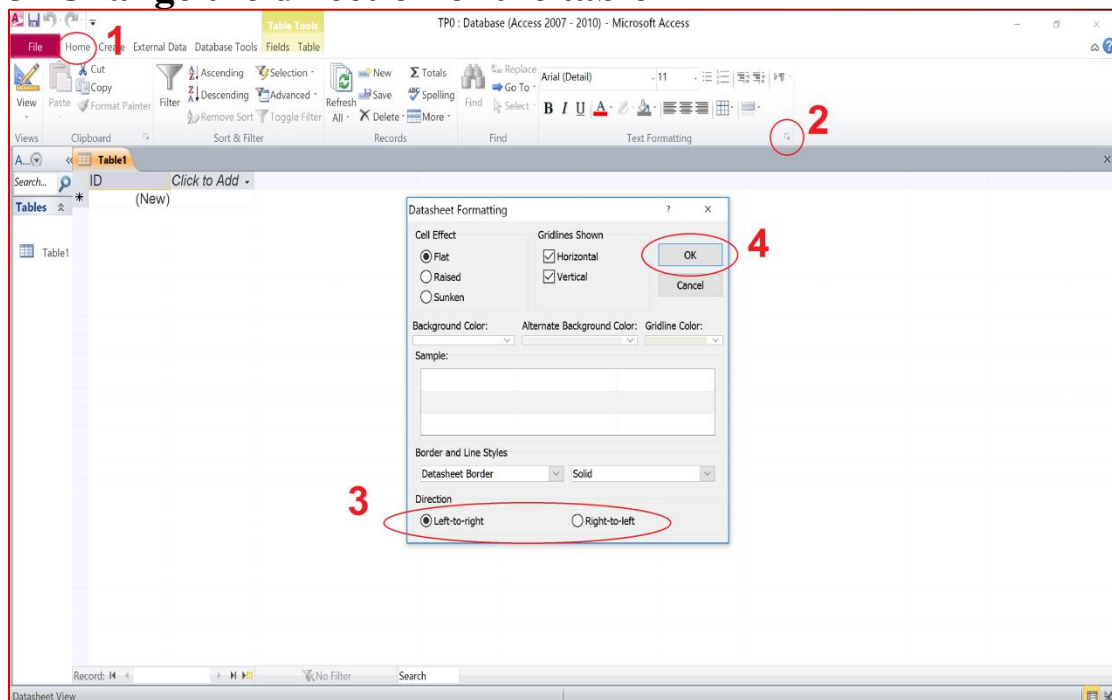 TP0 : Database (Access 2007 - 2010) - Microsoft Access
Table Tools
File Home Create External Data Database Tools Fields Table
1
Cut
Copy
Format Painter
View Paste
Filter
Ascending
Descending
Remove Sort
Selection
Advanced
Toggle Filter
Refresh All
New
Save
Delete
Totals
Spelling
More
Find
Replace
Go To
Select
Arial (Detail) 11
B I U A
Views Clipboard Sort & Filter Records Find Text Formatting
2
A... « Table1
Search... ID Click to Add
Tables * (New)
Table1
Datasheet Formatting ? X
Cell Effect Gridlines Shown
Flat Horizontal OK
4
Raised Vertical Cancel
Sunken
Background Color: Alternate Background Color: Gridline Color:
Sample:
Border and Line Styles
Datasheet Border Solid
Direction
3
Left-to-right Right-to-left
Record: No Filter Search
Datasheet View